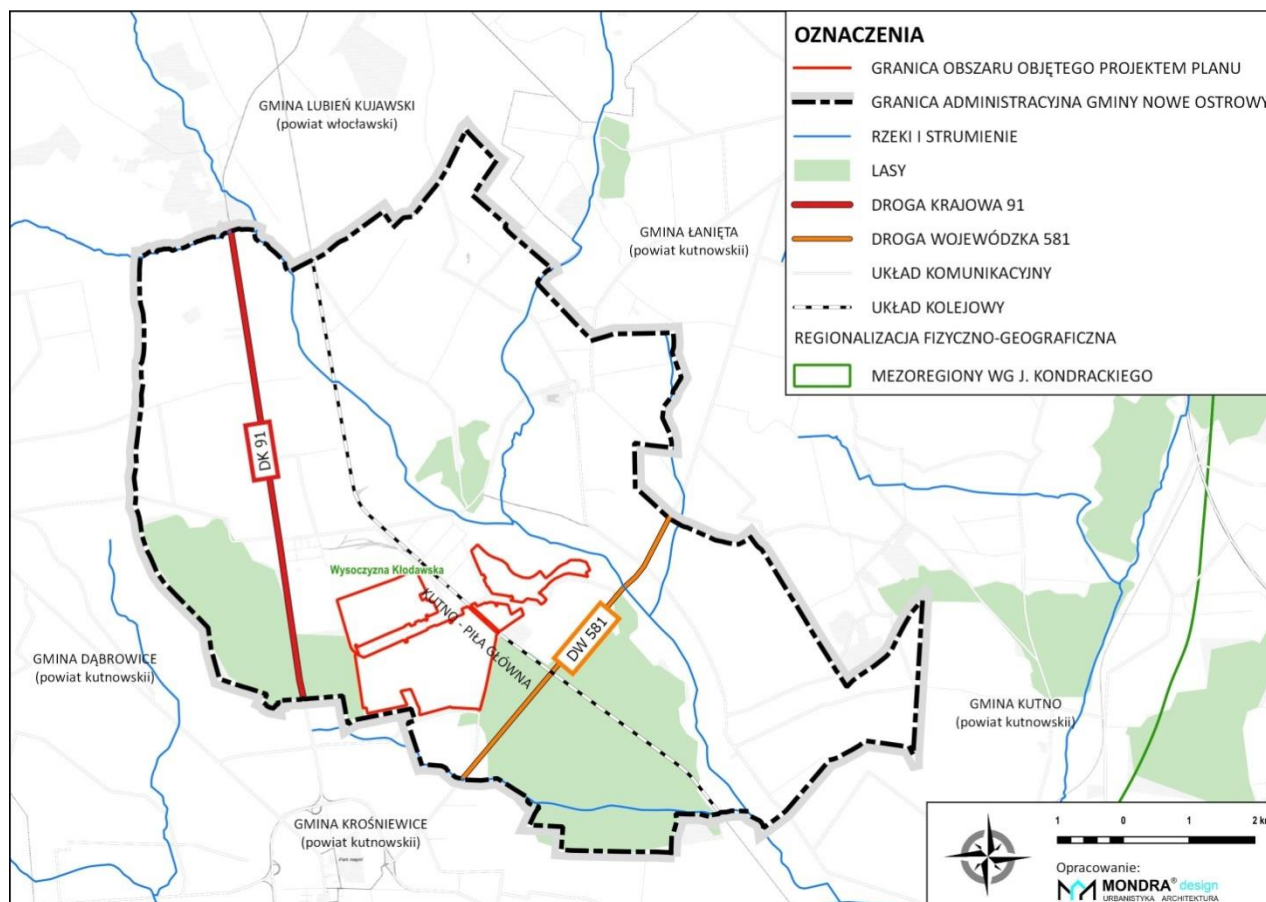 OZNACZENIA
GRANICA OBSZARU OBJĘTEGO PROJEKTEM PLANU
GRANICA ADMINISTRACYJNA GMINY NOWE OSTROWY
RZEKI I STRUMIENIE
LASY
DROGA KRAJOWA 91
DROGA WOJEWÓDZKA 581
UKŁAD KOMUNIKACYJNY
UKŁAD KOLEJOWY
REGIONALIZACJA FIZYCZNO-GEOGRAFICZNA
MEZOREGIONY WG J. KONDRACKIEGO
GMINA LUBIEŃ KUJAWSKI
(powiat włocławski)
GMINA ŁANIĘTA
(powiat kutnowskii)
DK 91
Wysoczyzna Kłodawska
KUTNO - PIŁA GŁÓWNA
DW 581
GMINA DĄBROWICE
(powiat kutnowskii)
GMINA KUTNO
(powiat kutnowskii)
GMINA KROŚNIEWICE
(powiat kutnowskii)
1 0 1 2 km
Opracowanie:
MONDRA® design
URBANISTYKA ARCHITEKTURA